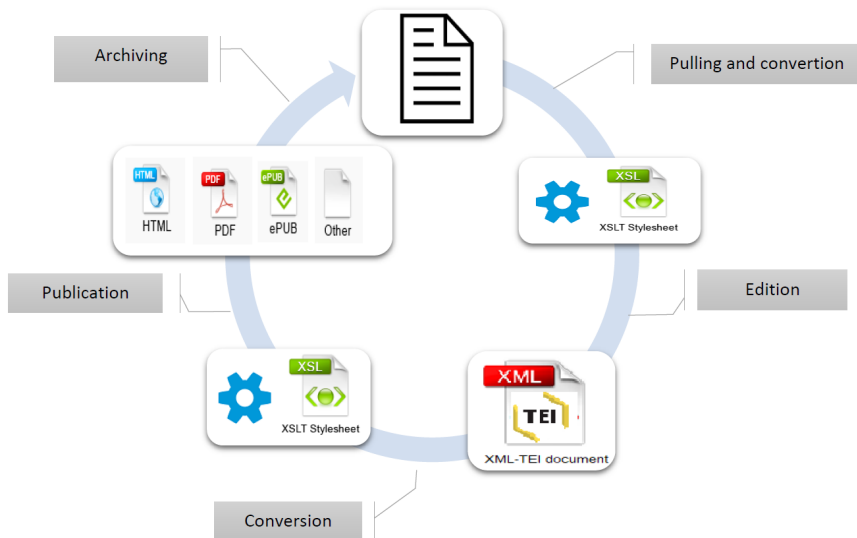 Archiving
Pulling and convertion
HTML
HTML
PDF
PDF
ePUB
ePUB
Other
XSL
XSLT Stylesheet
Publication
Edition
XSL
XSLT Stylesheet
XML
TEI
XML-TEI document
Conversion